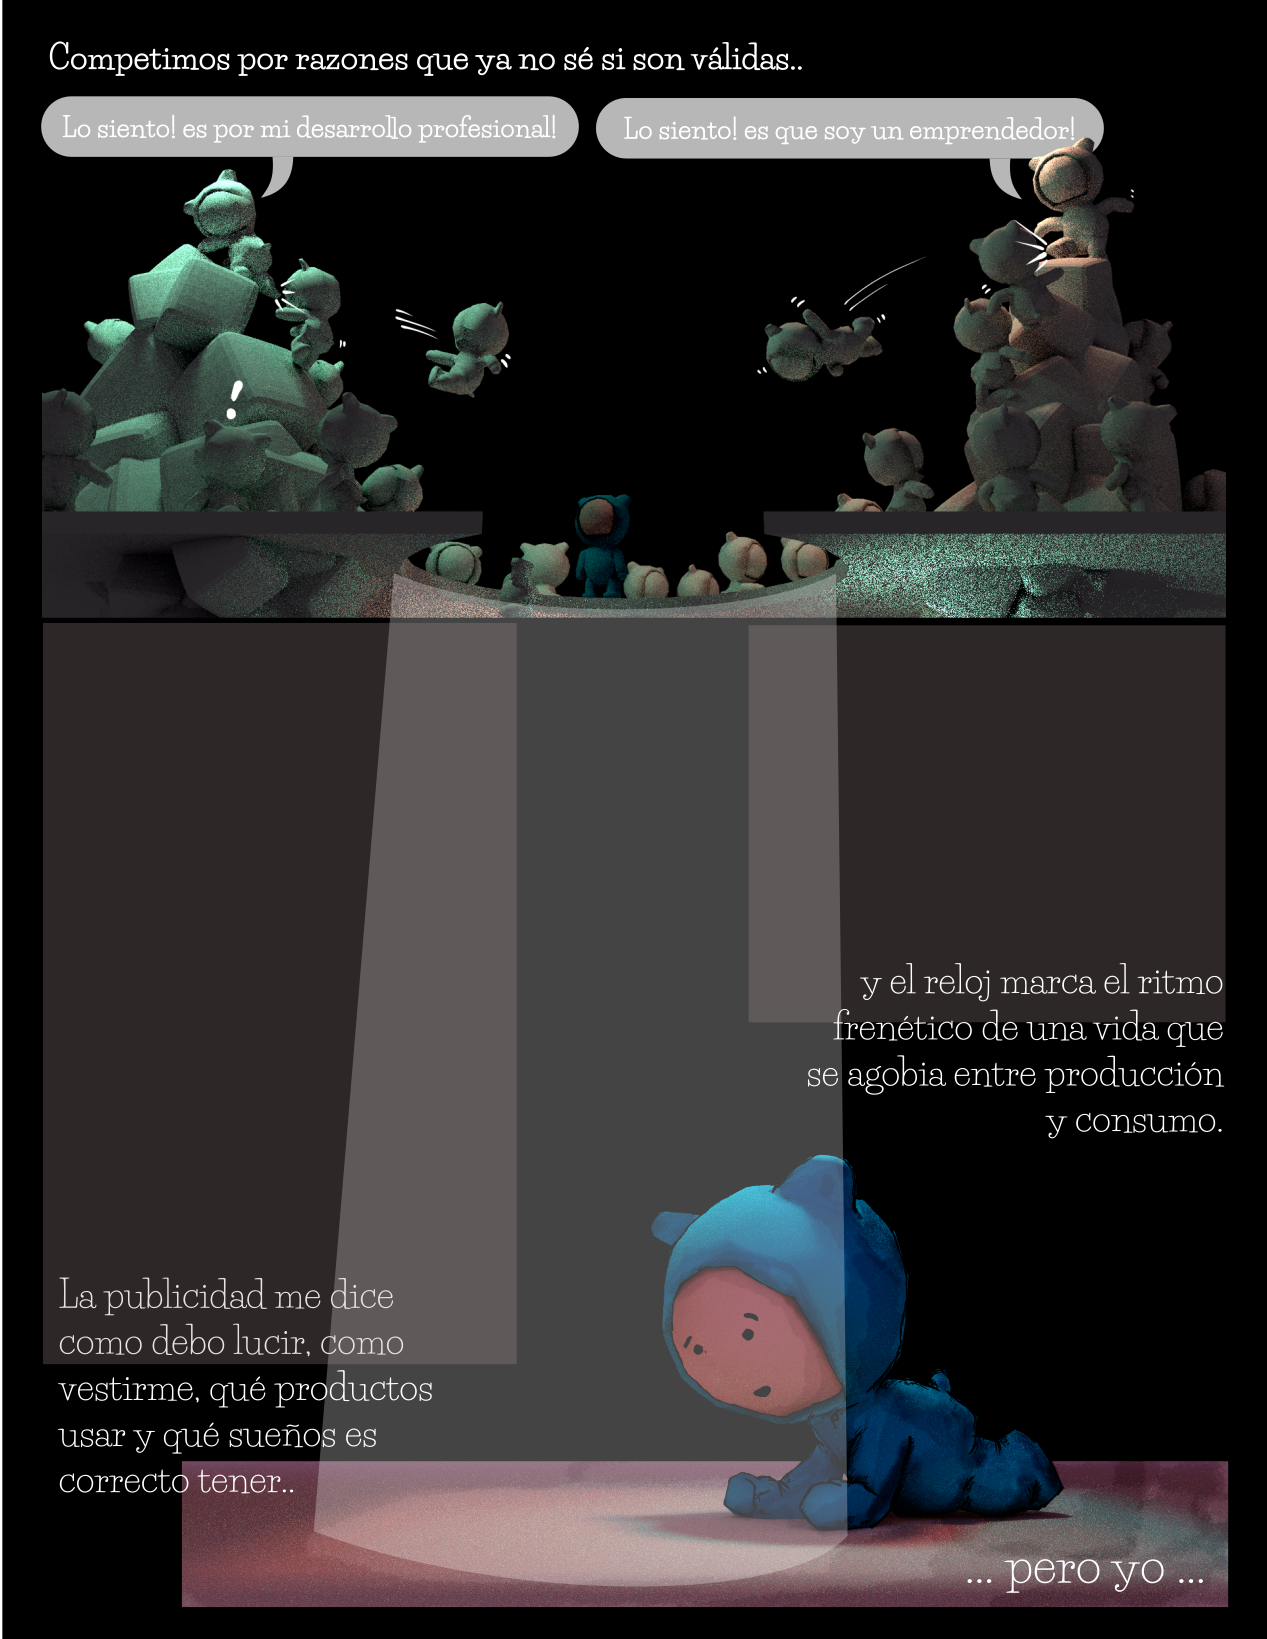 Competimos por razones que ya no sé si son válidas..
Lo siento! es por mi desarrollo profesional!
Lo siento! es que soy un emprendedor!
!
y el reloj marca el ritmo
frenético de una vida que
se agobia entre producción
y consumo.
La publicidad me dice
como debo lucir, como
vestirme, qué productos
usar y qué sueños es
correcto tener..
... pero yo ...